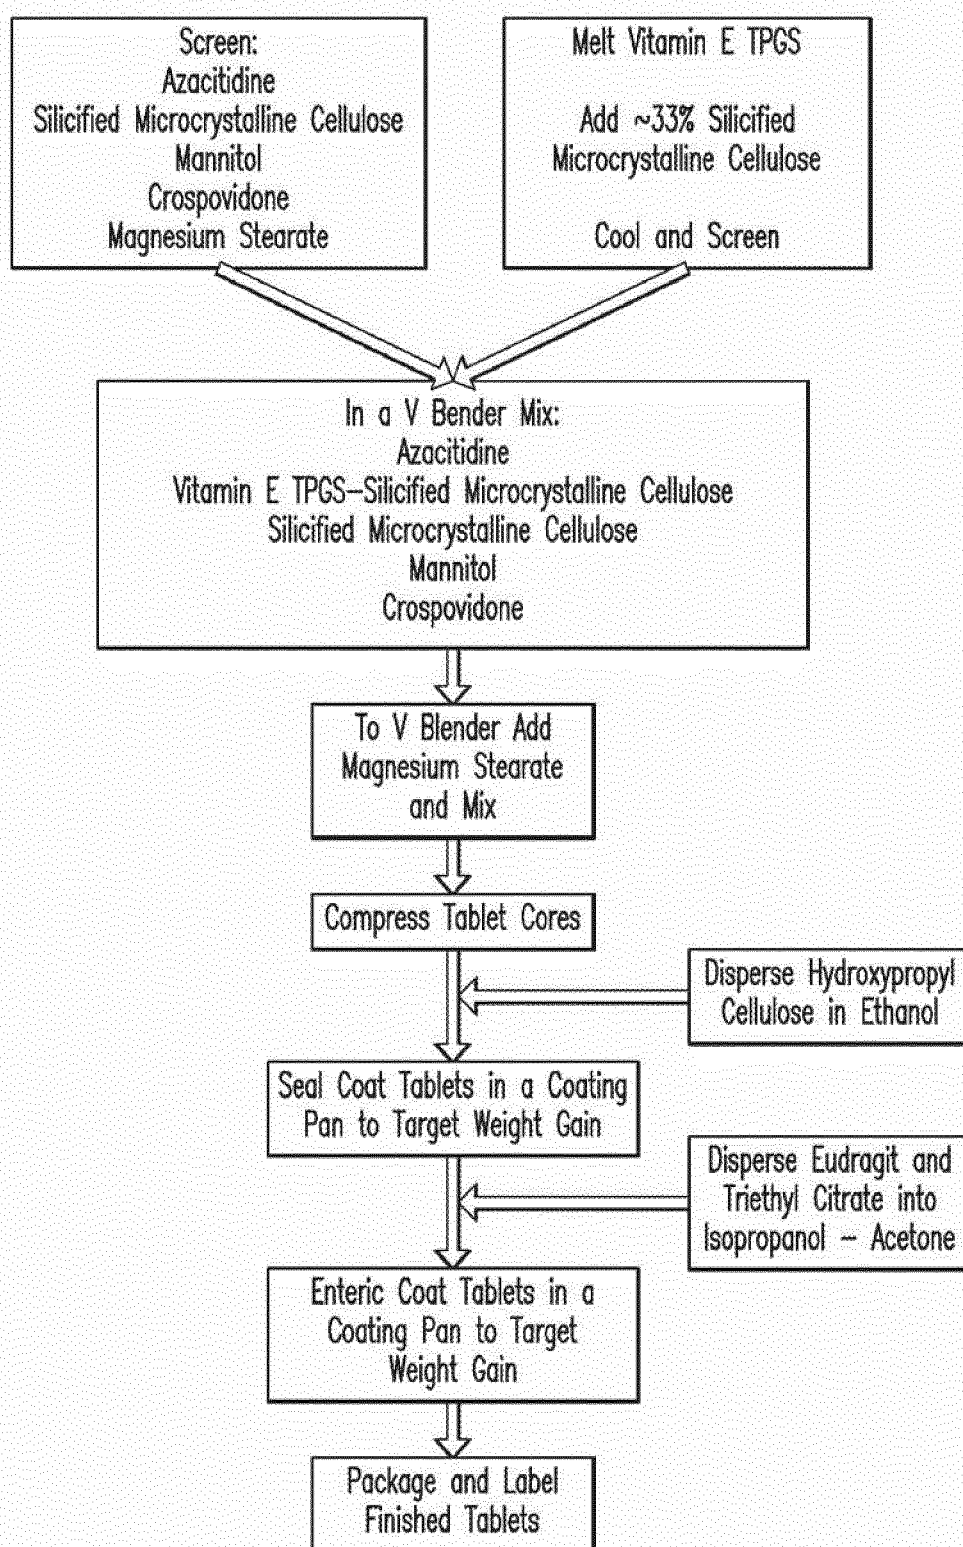 Screen:
Azacitidine
Silicified Microcrystalline Cellulose
Mannitol
Crospovidone
Magnesium Stearate
Melt Vitamin E TPGS
Add ~33% Silicified
Microcrystalline Cellulose
Cool and Screen
In a V Bender Mix:
Azacitidine
Vitamin E TPGS–Silicified Microcrystalline Cellulose
Silicified Microcrystalline Cellulose
Mannitol
Crospovidone
To V Blender Add
Magnesium Stearate
and Mix
Compress Tablet Cores
Disperse Hydroxypropyl
Cellulose in Ethanol
Seal Coat Tablets in a Coating
Pan to Target Weight Gain
Disperse Eudragit and
Triethyl Citrate into
Isopropanol – Acetone
Enteric Coat Tablets in a
Coating Pan to Target
Weight Gain
Package and Label
Finished Tablets